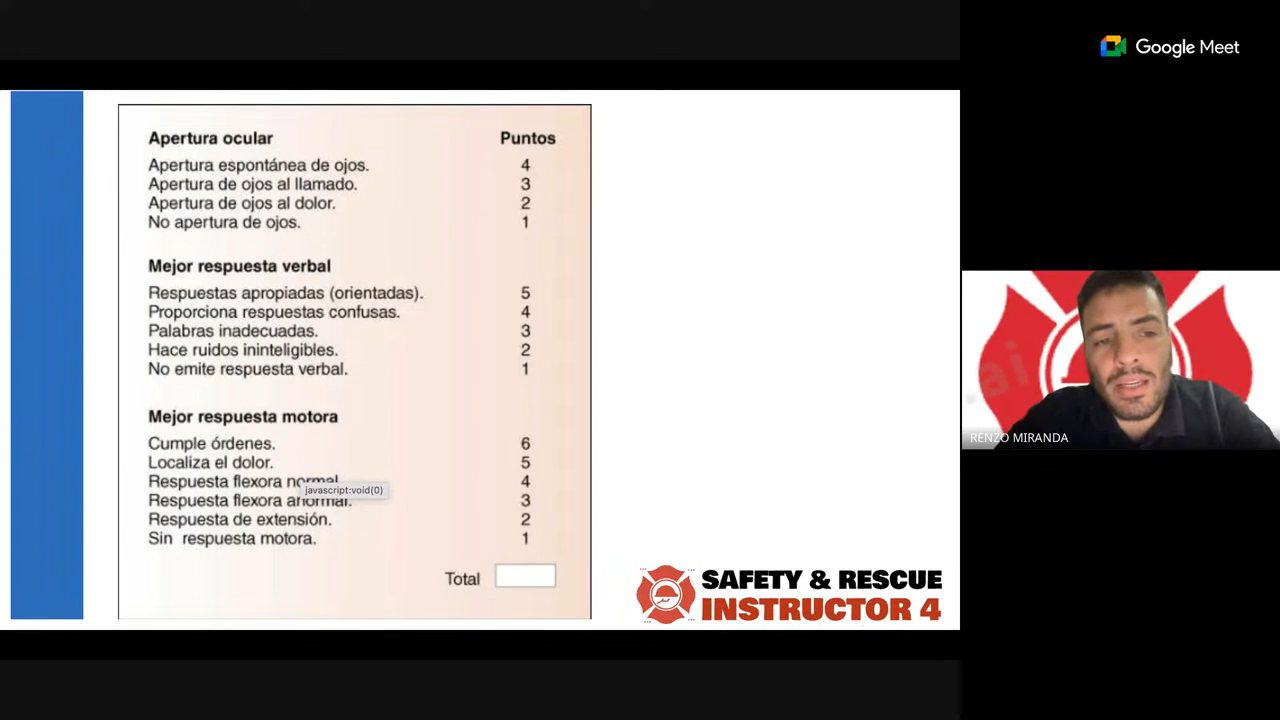 Google Meet
Apertura ocular Puntos
Apertura espontánea de ojos. 4
Apertura de ojos al llamado. 3
Apertura de ojos al dolor. 2
No apertura de ojos. 1
Mejor respuesta verbal
Respuestas apropiadas (orientadas). 5
Proporciona respuestas confusas. 4
Palabras inadecuadas. 3
Hace ruidos ininteligibles. 2
No emite respuesta verbal. 1
Mejor respuesta motora
Cumple órdenes. 6
Localiza el dolor. 5
Respuesta flexora normal. 4
javascript:void(0)
Respuesta flexora anormal. 3
Respuesta de extensión. 2
Sin respuesta motora. 1
Total
SAFETY & RESCUE
INSTRUCTOR 4
.ai
RENZO MIRANDA